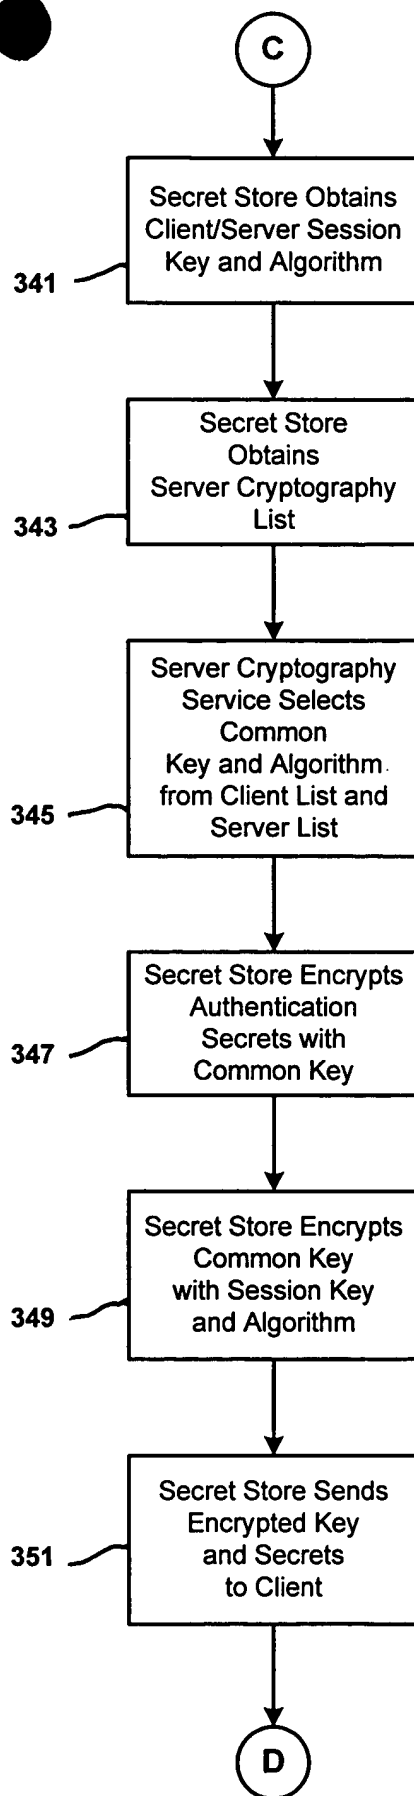 C
Secret Store Obtains
Client/Server Session
Key and Algorithm
341
Secret Store
Obtains
Server Cryptography
List
343
Server Cryptography
Service Selects
Common
Key and Algorithm
from Client List and
Server List
345
Secret Store Encrypts
Authentication
Secrets with
Common Key
347
Secret Store Encrypts
Common Key
with Session Key
and Algorithm
349
Secret Store Sends
Encrypted Key
and Secrets
to Client
351
D